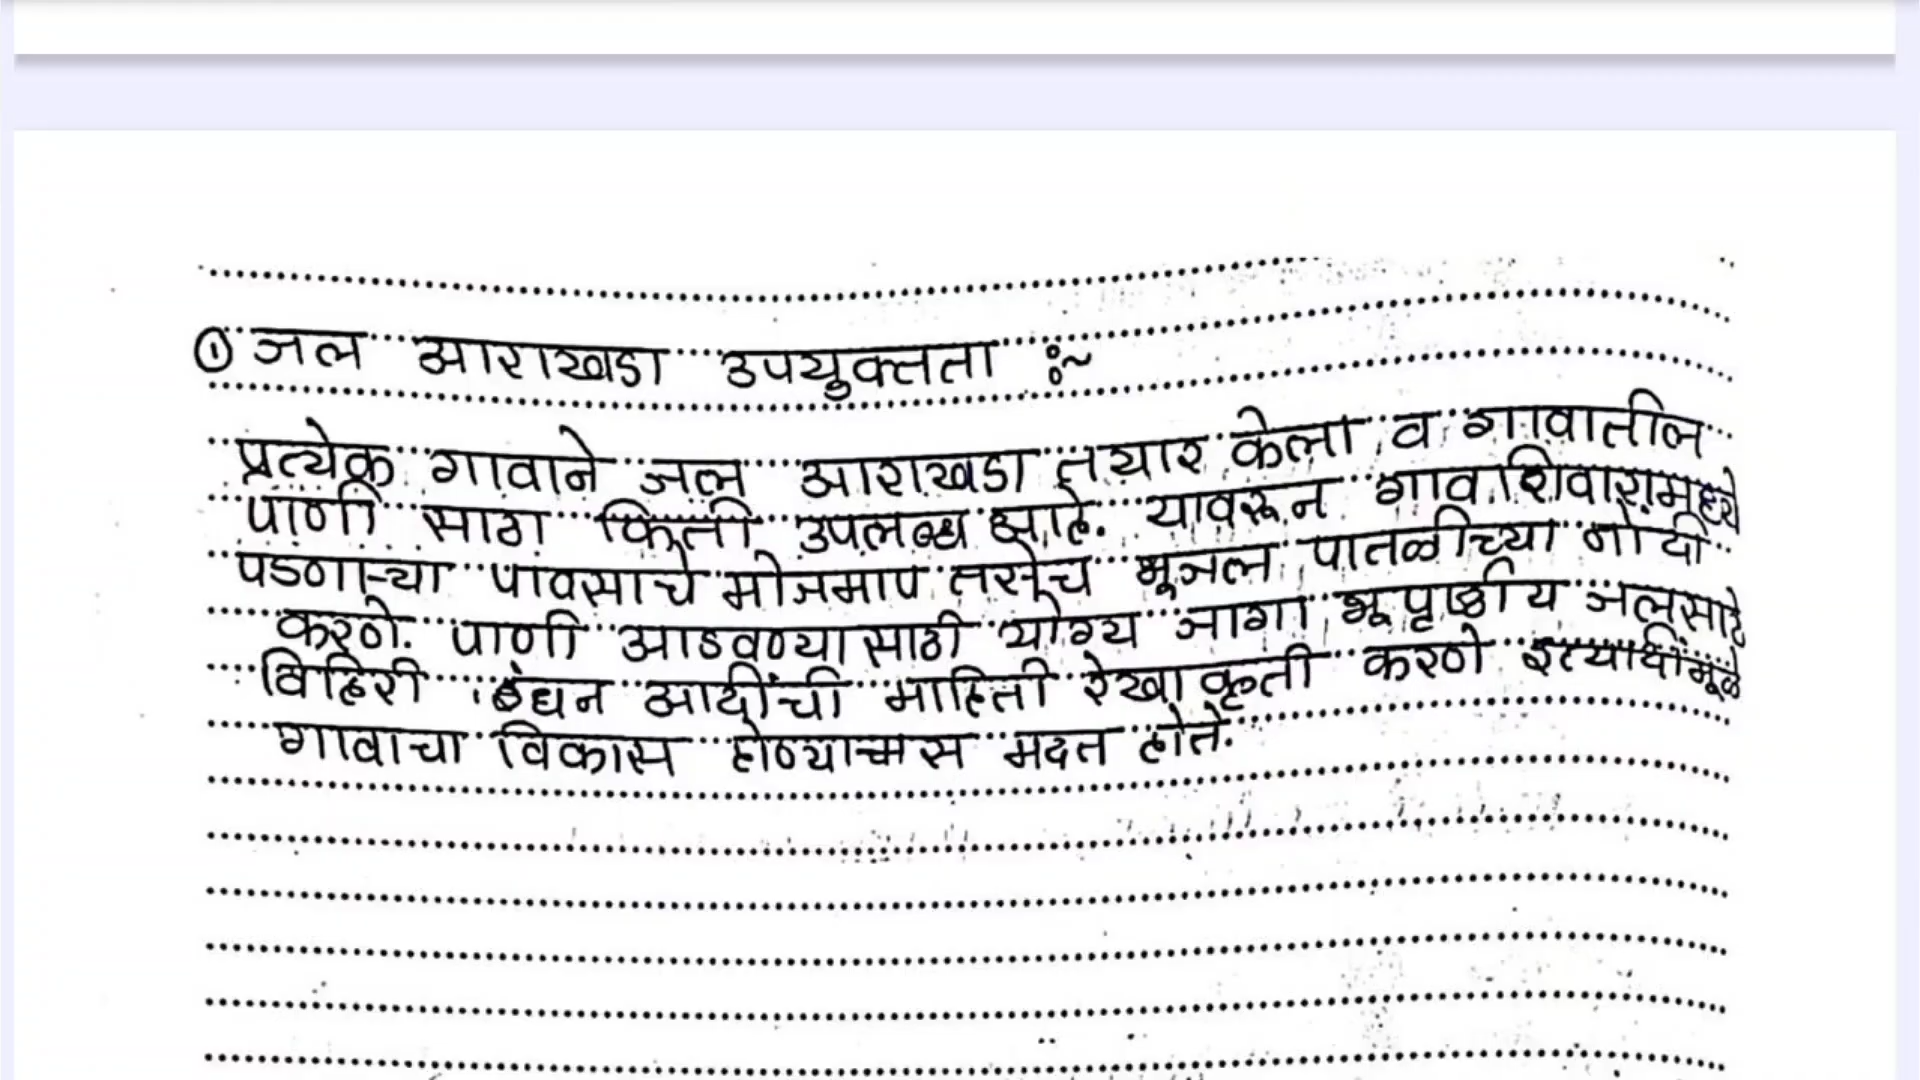 ① जल आराखडा उपयुक्तता :~
प्रत्येक गावाने जल आराखडा तयार केला व गावातील
पाणी साठा किती उपलब्ध आहे. यावरून गावशिवारामध्ये
पडणाऱ्या पावसाचे मोजमाप तसेच भूजल पातळीच्या नोंदी
करणे. पाणी आडवण्यासाठी योग्य जागा भूपृष्ठीय जलसाठे
विहिरी इंधन आदींची माहिती रेखाकृती करणे इत्यादींमूळे
गावाचा विकास होण्यास मदत होते.